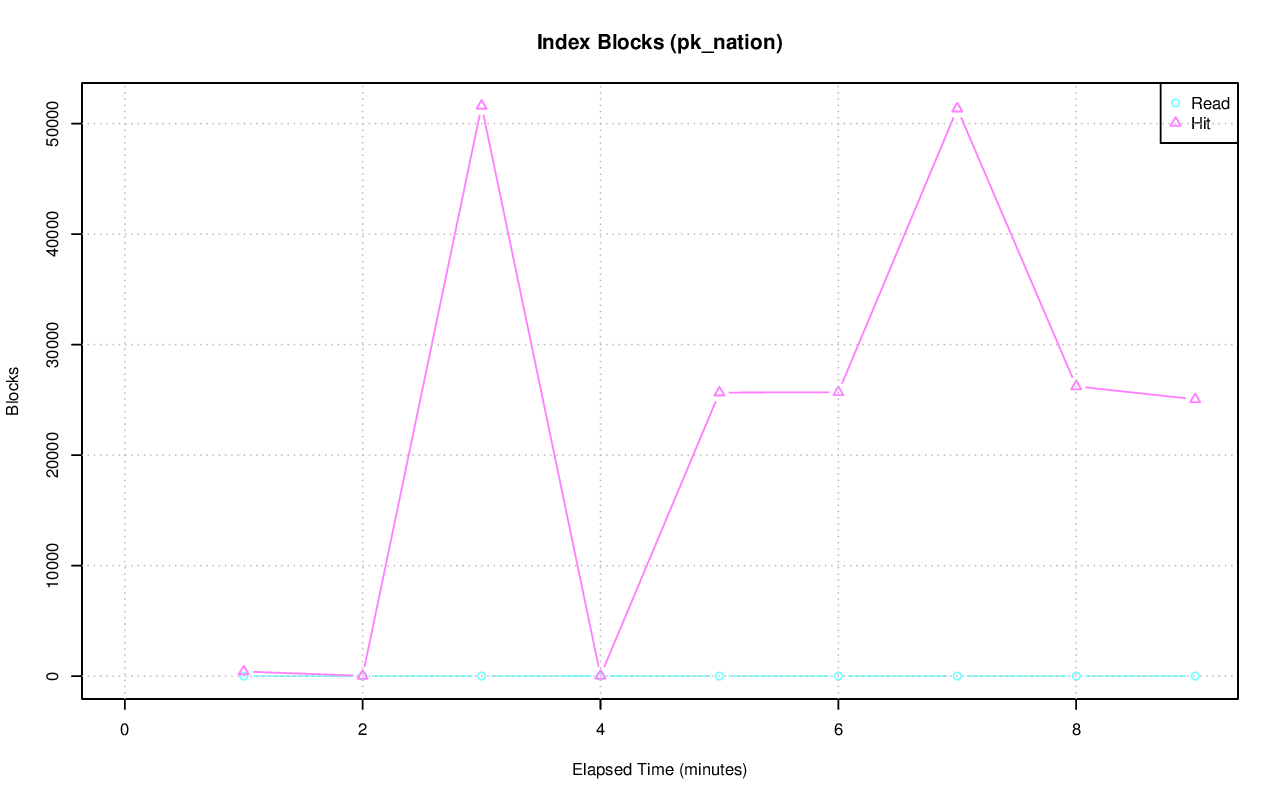 Index Blocks (pk_nation)
Read
Hit
50000
40000
30000
20000
10000
0
Blocks
0 2 4 6 8
Elapsed Time (minutes)